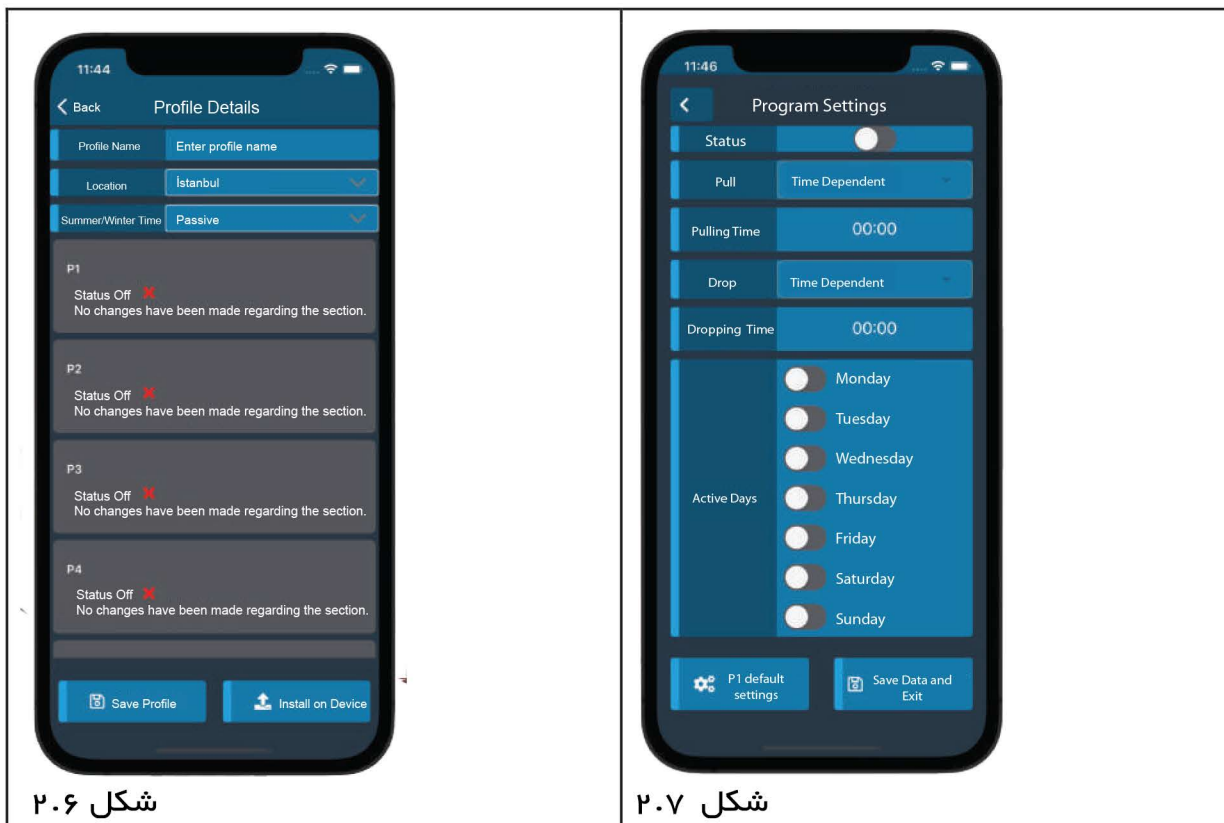 11:44
Back Profile Details
Profile Name Enter profile name
Location İstanbul
Summer/Winter Time Passive
P1
Status Off
No changes have been made regarding the section.
P2
Status Off
No changes have been made regarding the section.
P3
Status Off
No changes have been made regarding the section.
P4
Status Off
No changes have been made regarding the section.
Save Profile Install on Device
شکل ۲.۶
11:46
Program Settings
Status
Pull Time Dependent
Pulling Time 00:00
Drop Time Dependent
Dropping Time 00:00
Active Days
Monday
Tuesday
Wednesday
Thursday
Friday
Saturday
Sunday
P1 default
settings
Save Data and
Exit
شکل ۲.۷